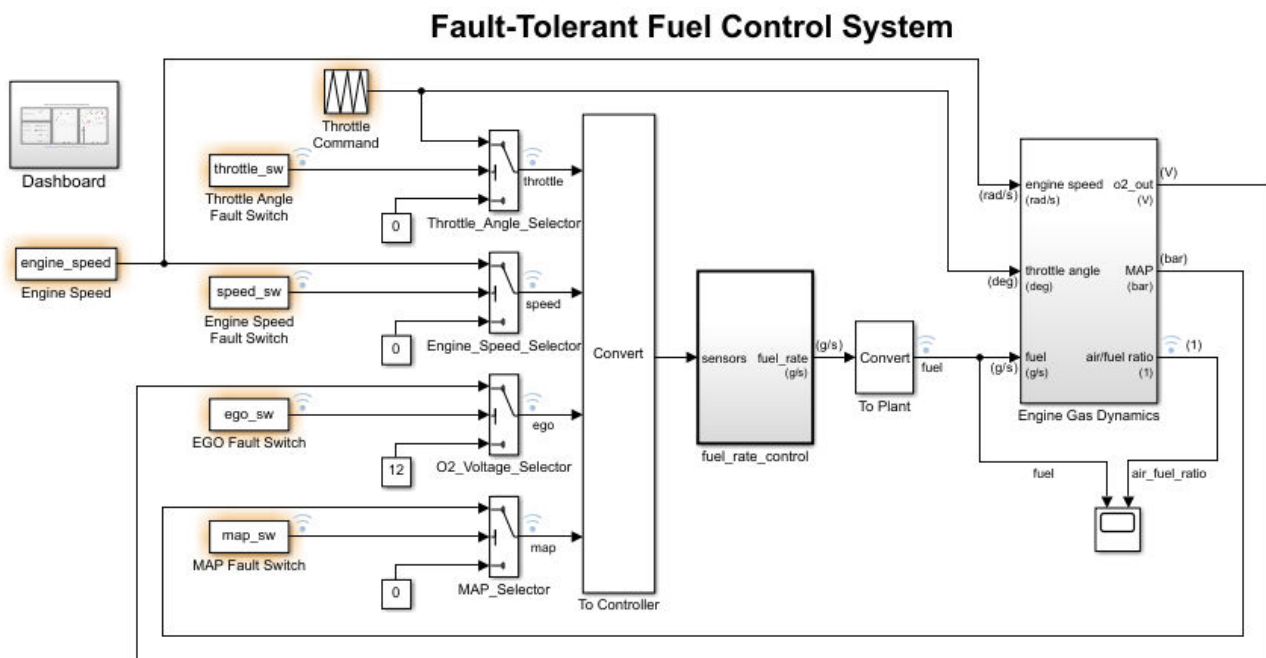 Fault-Tolerant Fuel Control System
Dashboard
Throttle
Command
throttle_sw
Throttle Angle
Fault Switch
0
throttle
Throttle_Angle_Selector
engine_speed
Engine Speed
speed_sw
Engine Speed
Fault Switch
0
speed
Engine_Speed_Selector
ego_sw
EGO Fault Switch
12
ego
O2_Voltage_Selector
map_sw
MAP Fault Switch
0
map
MAP_Selector
Convert
To Controller
sensors
fuel_rate
(g/s)
fuel_rate_control
(g/s)
Convert
To Plant
fuel
(rad/s)
(deg)
(g/s)
engine speed
(rad/s)
throttle angle
(deg)
fuel
(g/s)
o2_out
(V)
MAP
(bar)
air/fuel ratio
(1)
Engine Gas Dynamics
(V)
(bar)
(1)
fuel
air_fuel_ratio